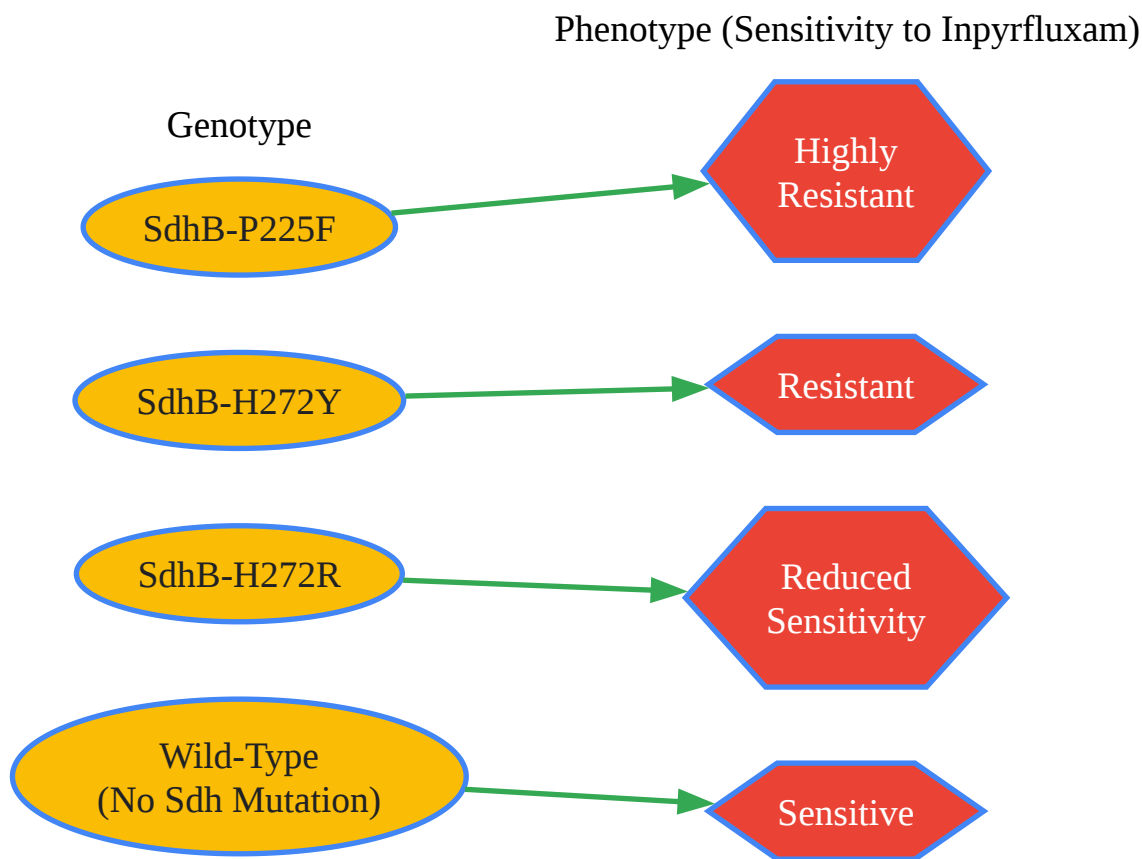 Phenotype (Sensitivity to Inpyrfluxam)
Genotype
Highly
Resistant
SdhB-P225F
Resistant
SdhB-H272Y
Reduced
Sensitivity
SdhB-H272R
Wild-Type
(No Sdh Mutation)
Sensitive